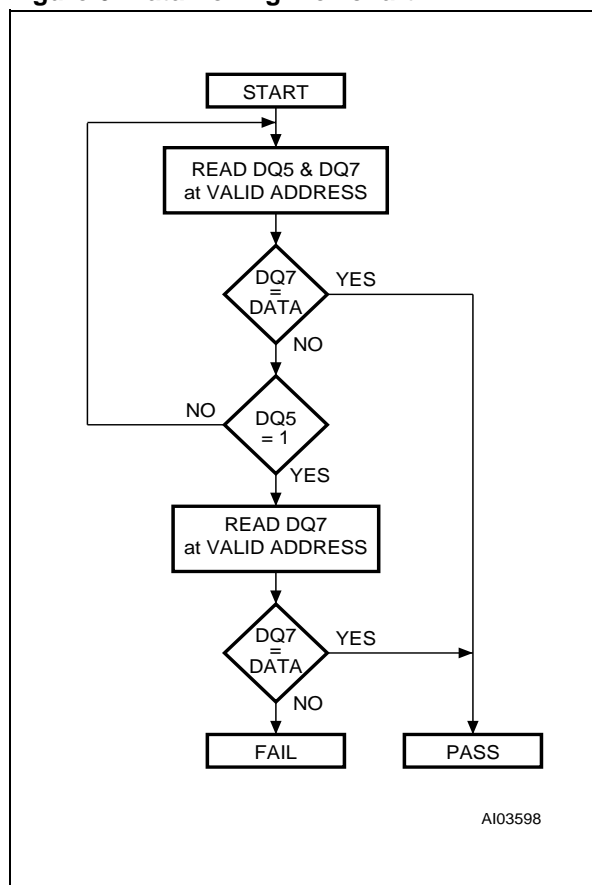 START
READ DQ5 & DQ7
at VALID ADDRESS
DQ7
=
DATA
YES
NO
NO
DQ5
= 1
YES
READ DQ7
at VALID ADDRESS
DQ7
=
DATA
YES
NO
FAIL
PASS
AI03598